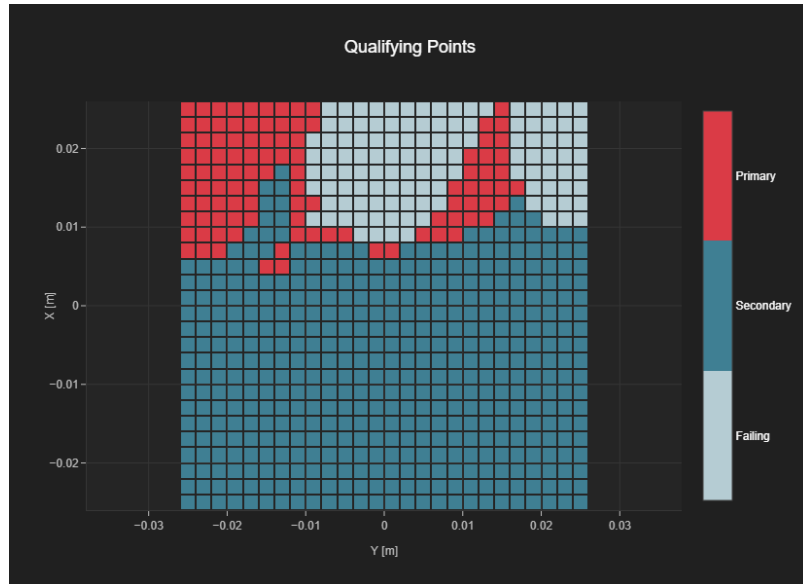 Qualifying Points
0.02
0.01
0
−0.01
−0.02
X [m]
−0.03
−0.02
−0.01
0
0.01
0.02
0.03
Y [m]
Primary
Secondary
Failing